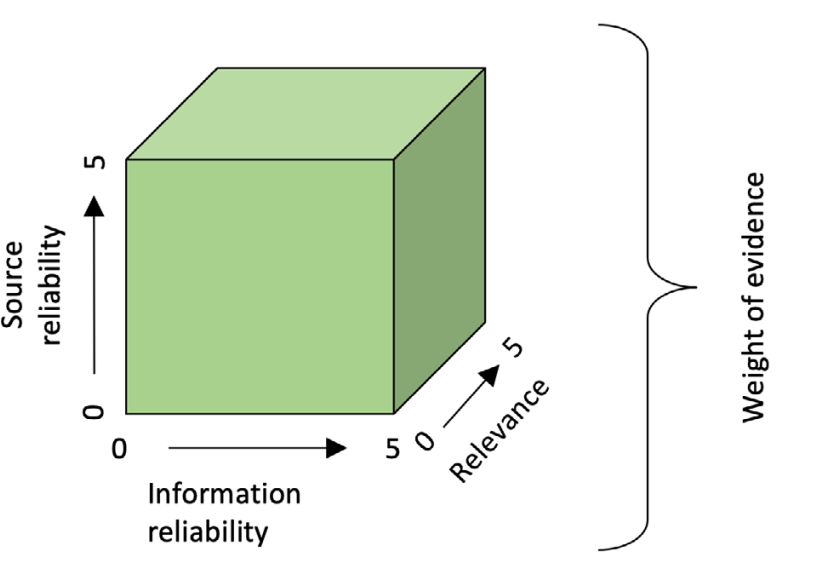 5
Source
reliability
0
0
5
Information
reliability
0
5
Relevance
Weight of evidence